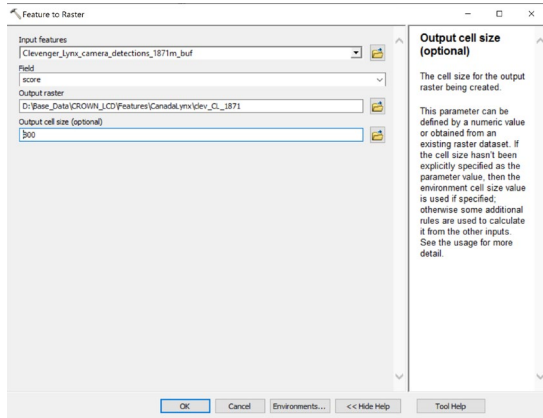 Feature to Raster
Input features
Clevenger_Lynx_camera_detections_1871m_buf
Field
score
Output raster
D:\Base_Data\CROWN_LCD\Features\CanadaLynx\clev_CL_1871
Output cell size (optional)
300
OK
Cancel
Environments...
<< Hide Help
Output cell size
(optional)
The cell size for the output
raster being created.
This parameter can be
defined by a numeric value
or obtained from an
existing raster dataset. If
the cell size hasn't been
explicitly specified as the
parameter value, then the
environment cell size value
is used if specified;
otherwise some additional
rules are used to calculate
it from the other inputs.
See the usage for more
detail.
Tool Help